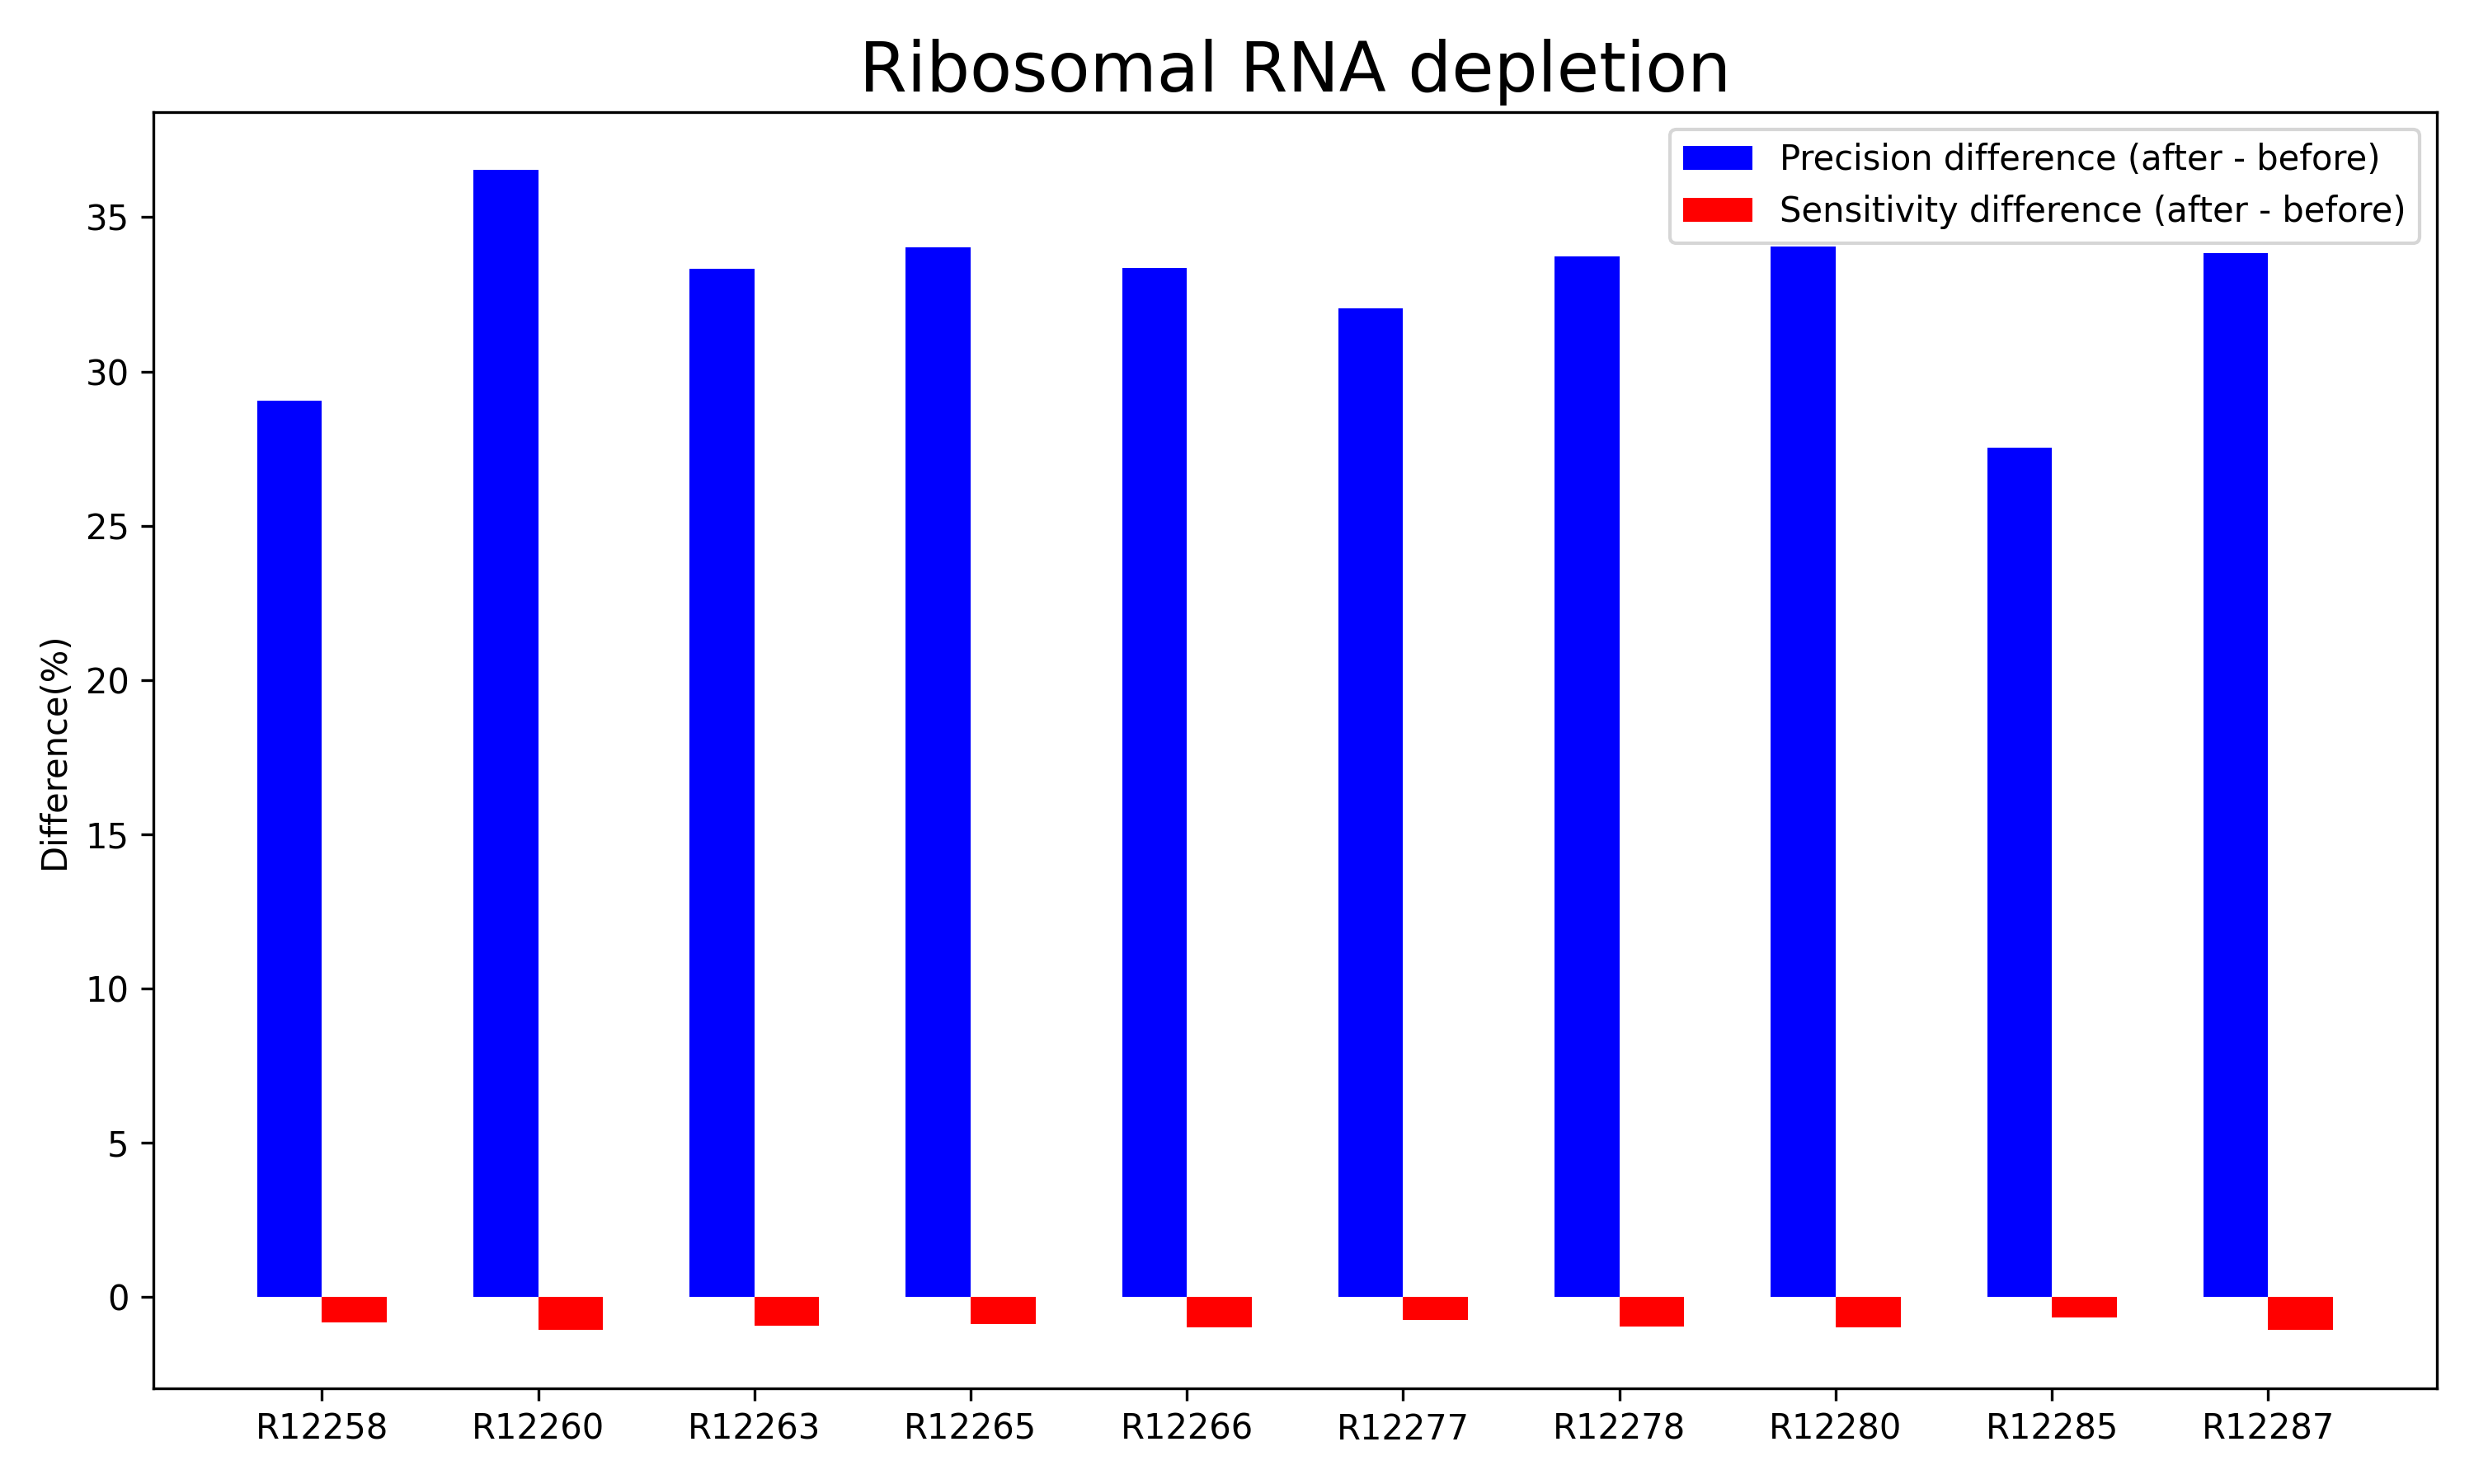 Ribosomal RNA depletion
Precision difference (after - before)
Sensitivity difference (after - before)
Difference(%)
35
30
25
20
15
10
5
0
R12258 R12260 R12263 R12265 R12266 R12277 R12278 R12280 R12285 R12287